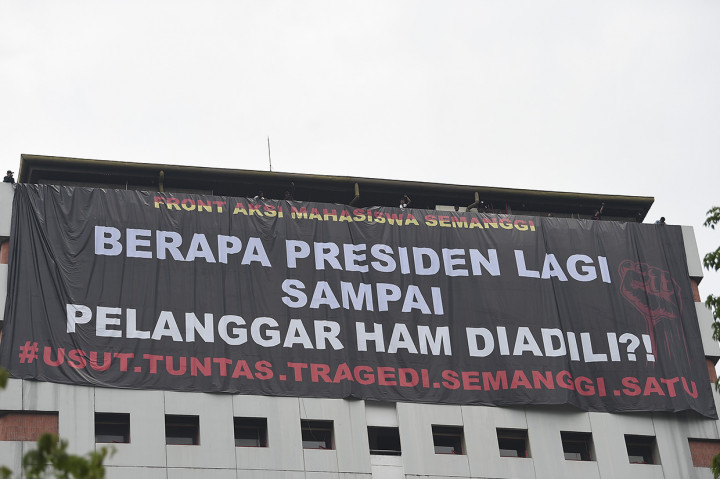 FRONT AKSI MAHASISWA SEMANGGI
BERAPA PRESIDEN LAGI
SAMPAI
PELANGGAR HAM DIADILI?!
#USUT.TUNTAS.TRAGEDI.SEMANGGI.SATU